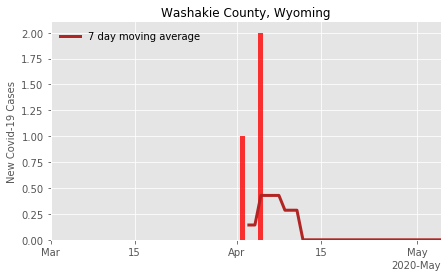 Washakie County, Wyoming
7 day moving average
New Covid-19 Cases
2.00
1.75
1.50
1.25
1.00
0.75
0.50
0.25
0.00
Mar 15 Apr 15 May
2020-May